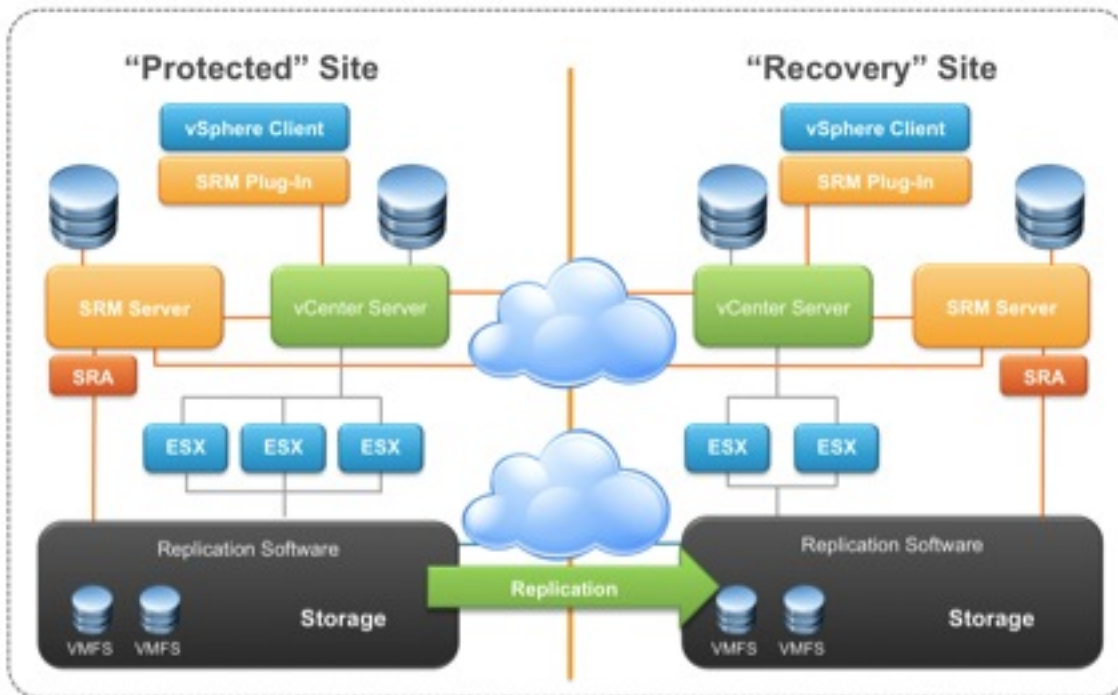 “Protected” Site
“Recovery” Site
vSphere Client
SRM Plug-In
vSphere Client
SRM Plug-In
SRM Server
vCenter Server
vCenter Server
SRM Server
SRA
SRA
ESX
ESX
ESX
ESX
ESX
Replication Software
Replication Software
Replication
Storage
Storage
VMFS
VMFS
VMFS
VMFS